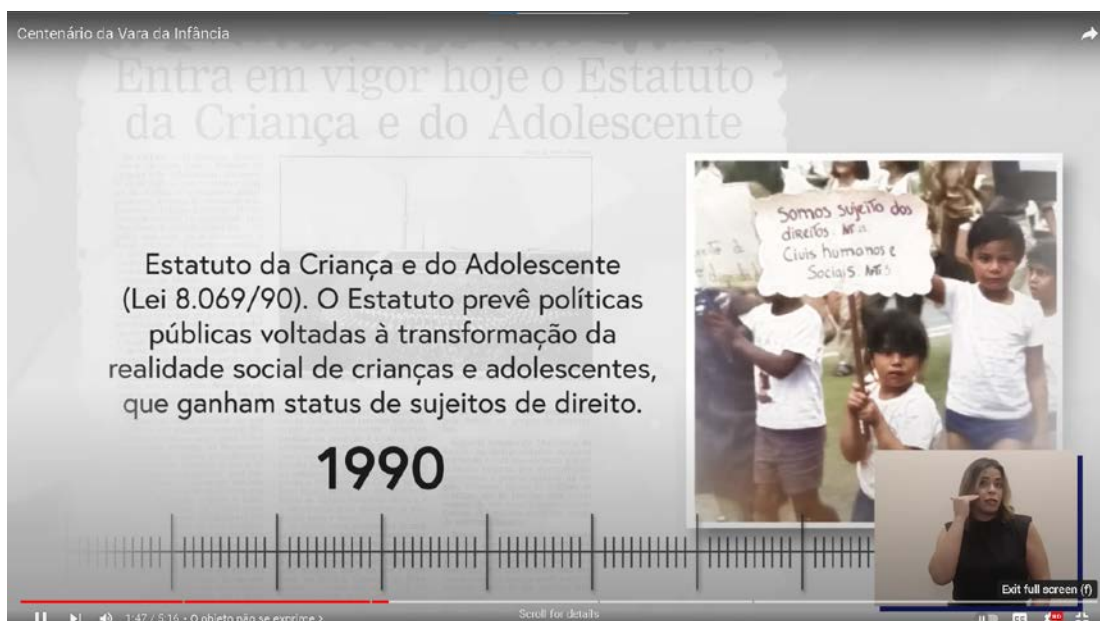 Centenário da Vara da Infância
Entra em vigor hoje o Estatuto
da Criança e do Adolescente
Estatuto da Criança e do Adolescente
(Lei 8.069/90). O Estatuto prevê políticas
públicas voltadas à transformação da
realidade social de crianças e adolescentes,
que ganham status de sujeitos de direito.
1990
Somos sujeito dos
direitos
Civis humanos e
Sociais
Exit full screen (f)
1:47 / 5:16 • O objeto não se exprime >
Scroll for details